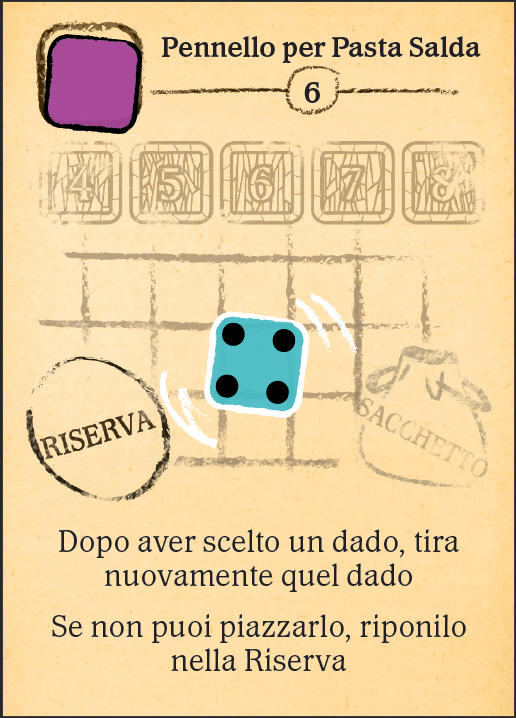 Pennello per Pasta Salda
6
4 5 6 7 8
RISERVA
SACCHETTO
Dopo aver scelto un dado, tira
nuovamente quel dado
Se non puoi piazzarlo, riponilo
nella Riserva